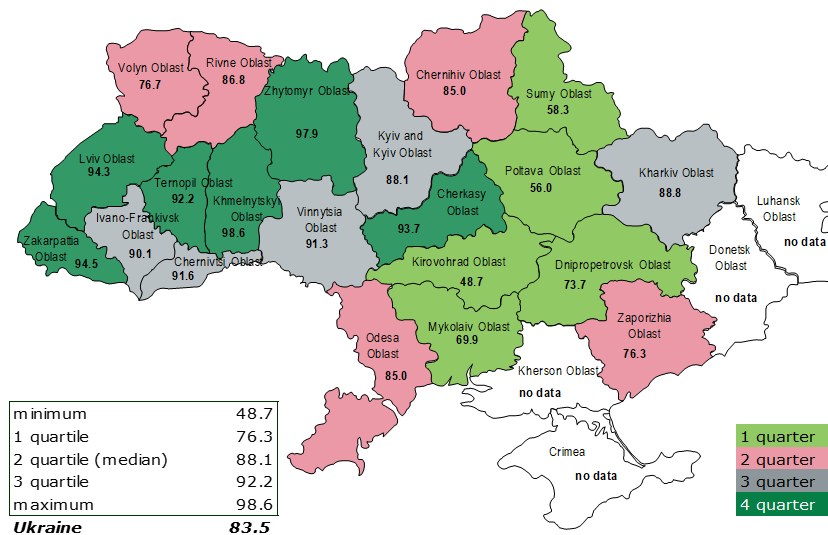 Volyn Oblast
76.7
Rivne Oblast
86.8
Zhytomyr Oblast
97.9
Kyiv and
Kyiv Oblast
88.1
Chernihiv Oblast
85.0
Sumy Oblast
58.3
Lviv Oblast
94.3
Ternopil Oblast
92.2
Khmelnytskyi
Oblast
98.6
Vinnytsia
Oblast
91.3
Cherkasy
Oblast
93.7
Poltava Oblast
56.0
Kharkiv Oblast
88.8
Luhansk
Oblast
no data
Zakarpattia
Oblast
94.5
Ivano-Frankivsk
Oblast
90.1
Chernivtsi Oblast
91.6
Kirovohrad Oblast
48.7
Dnipropetrovsk Oblast
73.7
Donetsk
Oblast
no data
Odesa
Oblast
85.0
Mykolaiv Oblast
69.9
Zaporizhia
Oblast
76.3
Kherson Oblast
no data
Crimea
no data
minimum 48.7
1 quartile 76.3
2 quartile (median) 88.1
3 quartile 92.2
maximum 98.6
Ukraine 83.5
1 quarter
2 quarter
3 quarter
4 quarter